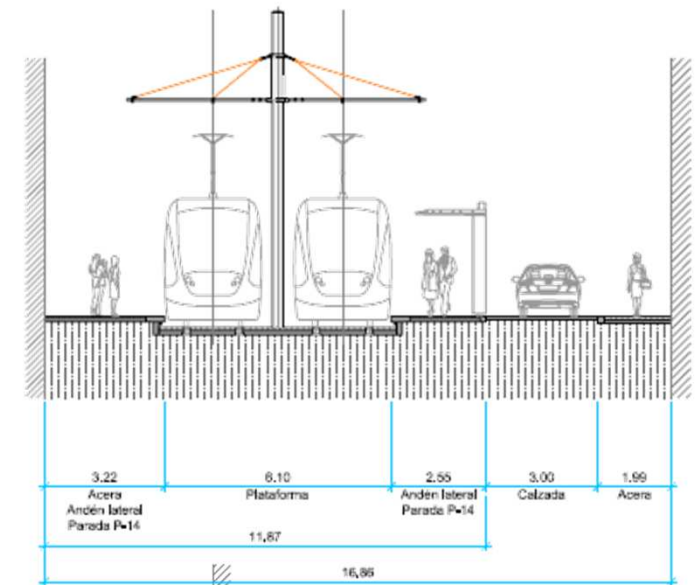 3.22 6.10 2.55 3.00 1.99
Acera Plataforma Andén lateral Calzada Acera
Andén lateral Parada P-14
Parada P-14
11,87
16,86